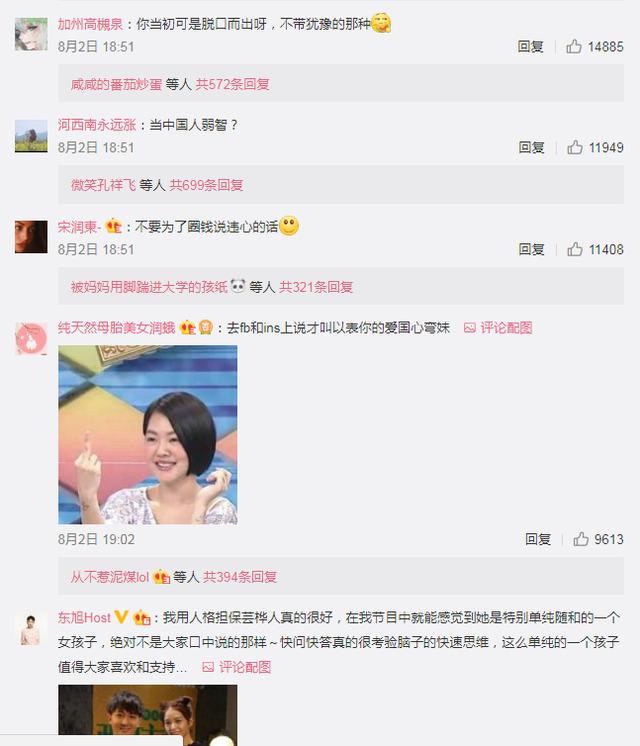 加州高槻泉：你当初可是脱口而出呀，不带犹豫的那种
8月2日 18:51
回复
14885
咸咸的番茄炒蛋 等人 共572条回复
河西南永远涨：当中国人弱智？
8月2日 18:51
回复
11949
微笑孔祥飞 等人 共699条回复
宋润東-：不要为了圈钱说违心的话
8月2日 18:51
回复
11408
被妈妈用脚踹进大学的孩纸 等人 共321条回复
纯天然母胎美女润蛾：去fb和ins上说才叫以表你的爱国心弯妹 评论配图
8月2日 19:02
回复
9613
从不惹泥煤lol 等人 共394条回复
东旭Host：我用人格担保芸桦人真的很好，在我节目中就能感觉到她是特别单纯随和的一个
女孩子，绝对不是大家口中说的那样～快问快答真的很考验脑子的快速思维，这么单纯的一个孩子
值得大家喜欢和支持... 评论配图